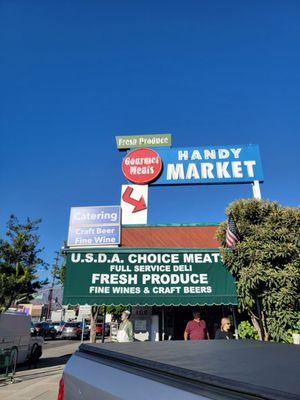 Fresh Produce
Gourmet
Meats
HANDY
MARKET
Catering
Craft Beer
Fine Wine
U.S.D.A. CHOICE MEAT
FULL SERVICE DELI
FRESH PRODUCE
FINE WINES & CRAFT BEERS